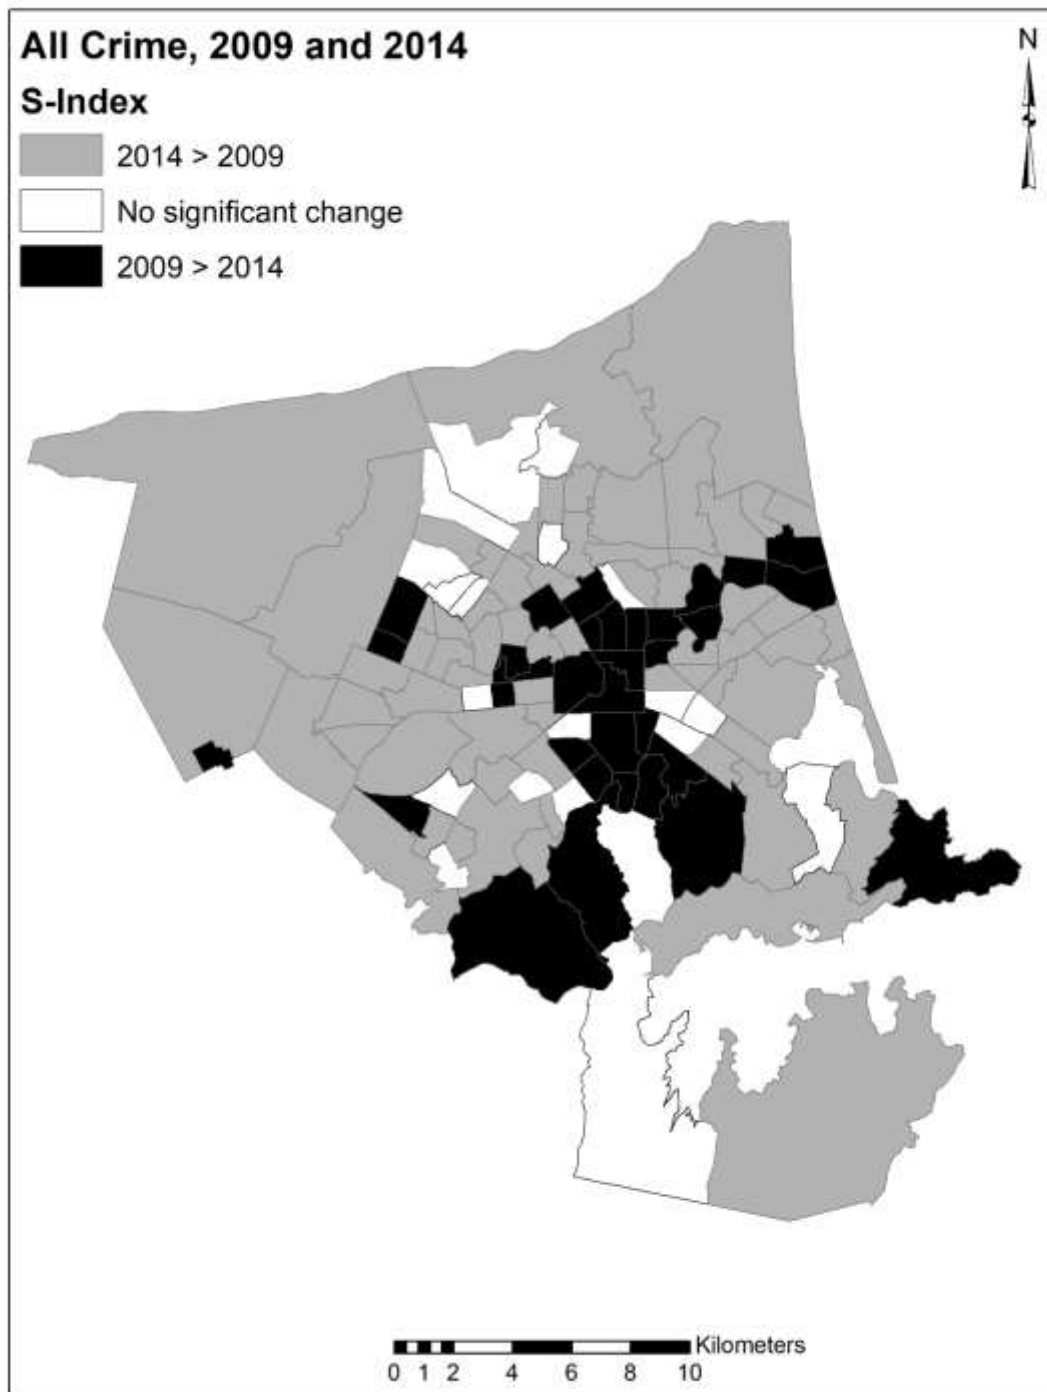 All Crime, 2009 and 2014
N
S-Index
2014 > 2009
No significant change
2009 > 2014
Kilometers
0 1 2 4 6 8 10